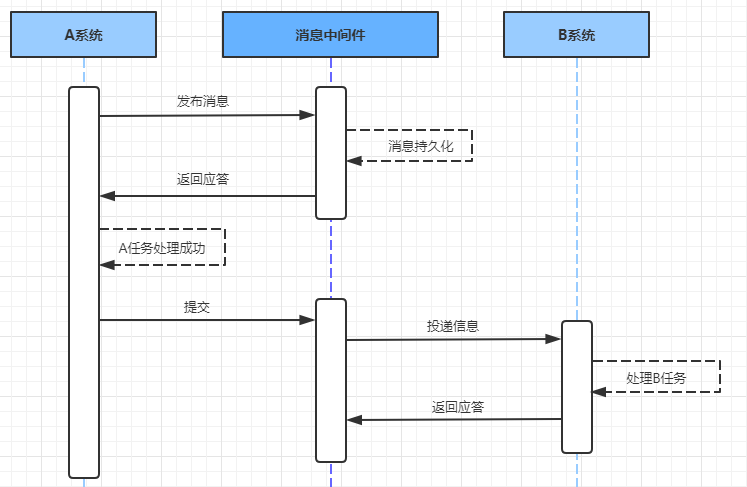 A系统
消息中间件
B系统
发布消息
消息持久化
返回应答
A任务处理成功
提交
投递信息
处理B任务
返回应答